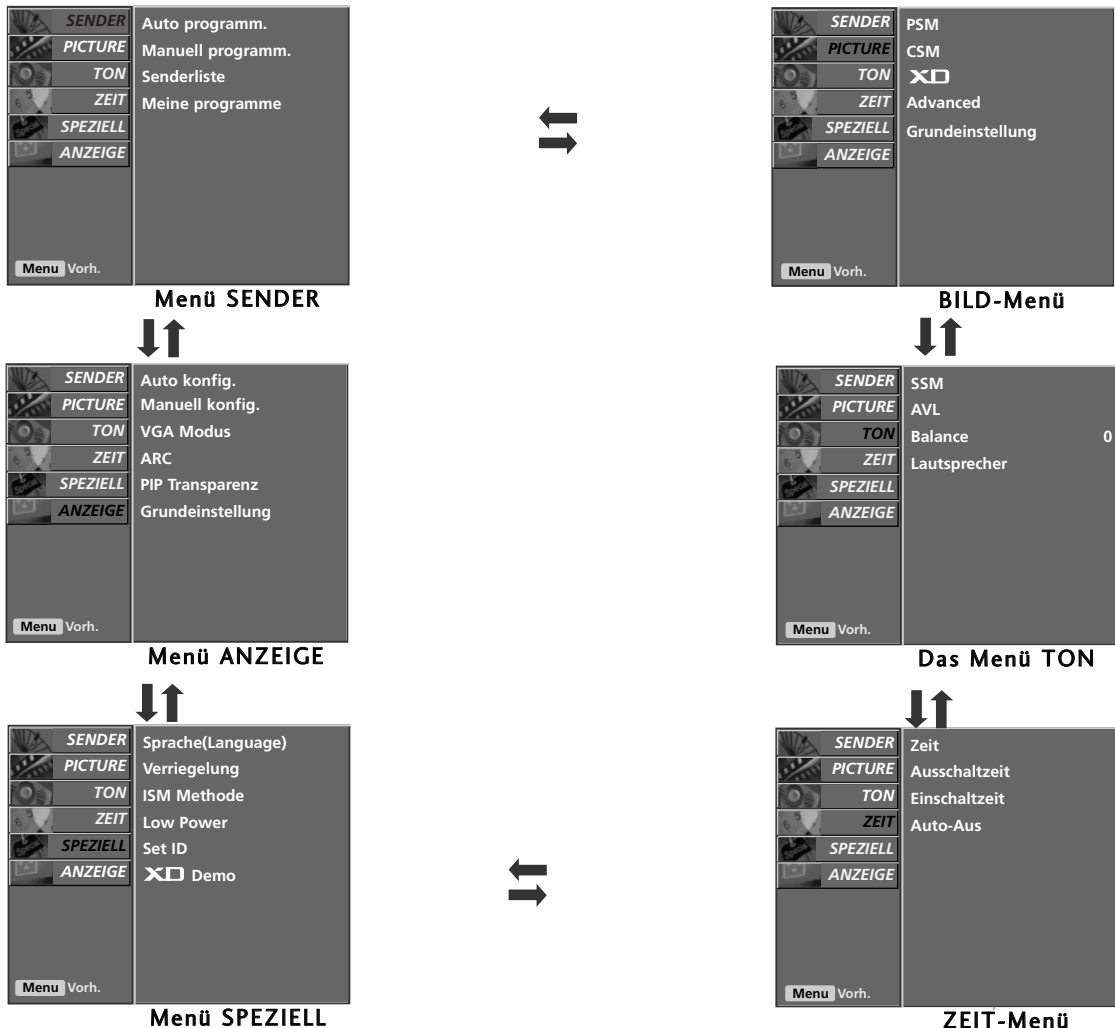 SENDER
PICTURE
TON
ZEIT
SPEZIELL
ANZEIGE
Auto programm.
Manuell programm.
Senderliste
Meine programme
Menu Vorh.
Menü SENDER
SENDER
PICTURE
TON
ZEIT
SPEZIELL
ANZEIGE
PSM
CSM
XD
Advanced
Grundeinstellung
Menu Vorh.
BILD-Menü
SENDER
PICTURE
TON
ZEIT
SPEZIELL
ANZEIGE
Auto konfig.
Manuell konfig.
VGA Modus
ARC
PIP Transparenz
Grundeinstellung
Menu Vorh.
Menü ANZEIGE
SENDER
PICTURE
TON
ZEIT
SPEZIELL
ANZEIGE
SSM
AVL
Balance 0
Lautsprecher
Menu Vorh.
Das Menü TON
SENDER
PICTURE
TON
ZEIT
SPEZIELL
ANZEIGE
Sprache(Language)
Verriegelung
ISM Methode
Low Power
Set ID
XD Demo
Menu Vorh.
Menü SPEZIELL
SENDER
PICTURE
TON
ZEIT
SPEZIELL
ANZEIGE
Zeit
Ausschaltzeit
Einschaltzeit
Auto-Aus
Menu Vorh.
ZEIT-Menü